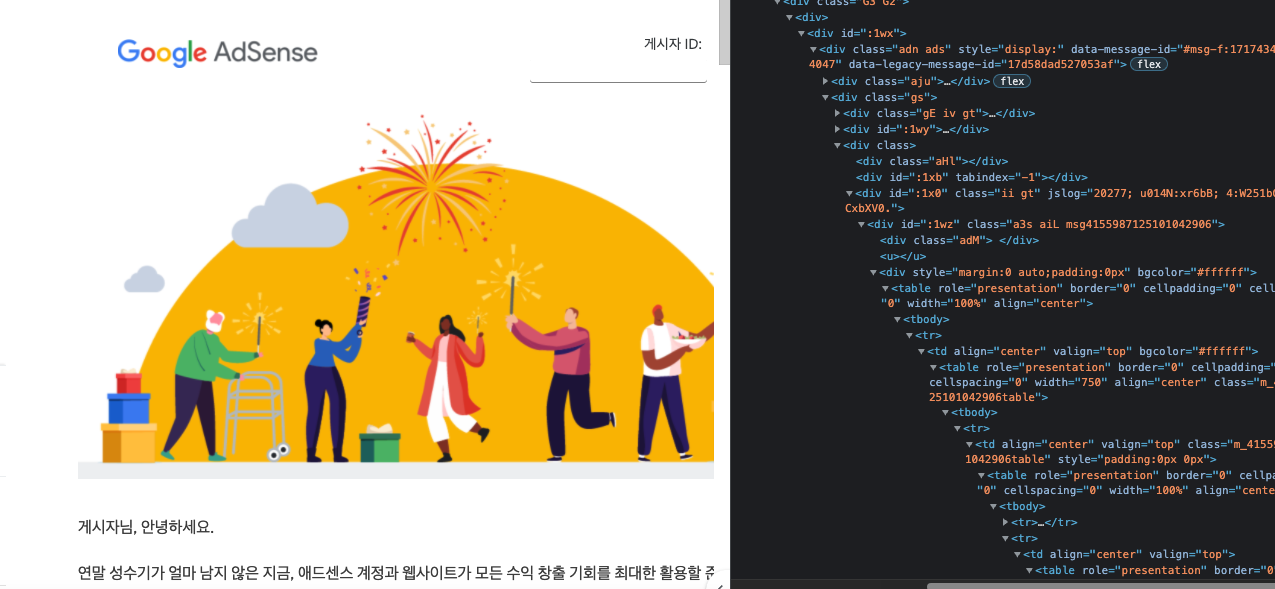 Google AdSense
게시자 ID:
게시자님, 안녕하세요.
연말 성수기가 얼마 남지 않은 지금, 애드센스 계정과 웹사이트가 모든 수익 창출 기회를 최대한 활용할
<div class="G3 G2">
<div>
<div id=":1wx">
<div class="adn ads" style="display:" data-message-id="#msg-f:1717434
4047" data-legacy-message-id="17d58dad527053af"> flex
<div class="aju">…</div> flex
<div class="gs">
<div class="gE iv gt">…</div>
<div id=":1wy">…</div>
<div class>
<div class="aHl"></div>
<div id=":1xb" tabindex="-1"></div>
<div id=":1x0" class="ii gt" jslog="20277; u014N:xr6bB; 4:W251b
CxbXV0.">
<div id=":1wz" class="a3s aiL msg4155987125101042906">
<div class="adM"> </div>
<u></u>
<div style="margin:0 auto;padding:0px" bgcolor="#ffffff">
<table role="presentation" border="0" cellpadding="0" cell
"0" width="100%" align="center">
<tbody>
<tr>
<td align="center" valign="top" bgcolor="#ffffff">
<table role="presentation" border="0" cellpadding="
cellspacing="0" width="750" align="center" class="m_4
25101042906table">
<tbody>
<tr>
<td align="center" valign="top" class="m_4155
1042906table" style="padding:0px 0px">
<table role="presentation" border="0" cellpa
"0" cellspacing="0" width="100%" align="cente
<tbody>
<tr>…</tr>
<tr>
<td align="center" valign="top">
<table role="presentation" border="0"